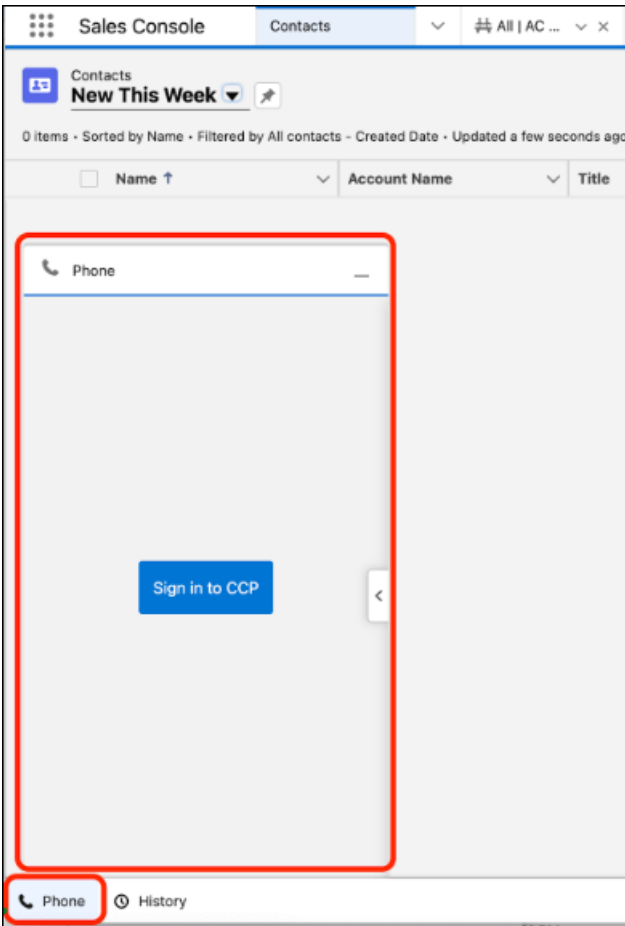 Sales Console Contacts All | AC ...
Contacts
New This Week
0 items • Sorted by Name • Filtered by All contacts - Created Date • Updated a few seconds ago
Name ↑ Account Name Title
Phone
Sign in to CCP
Phone History